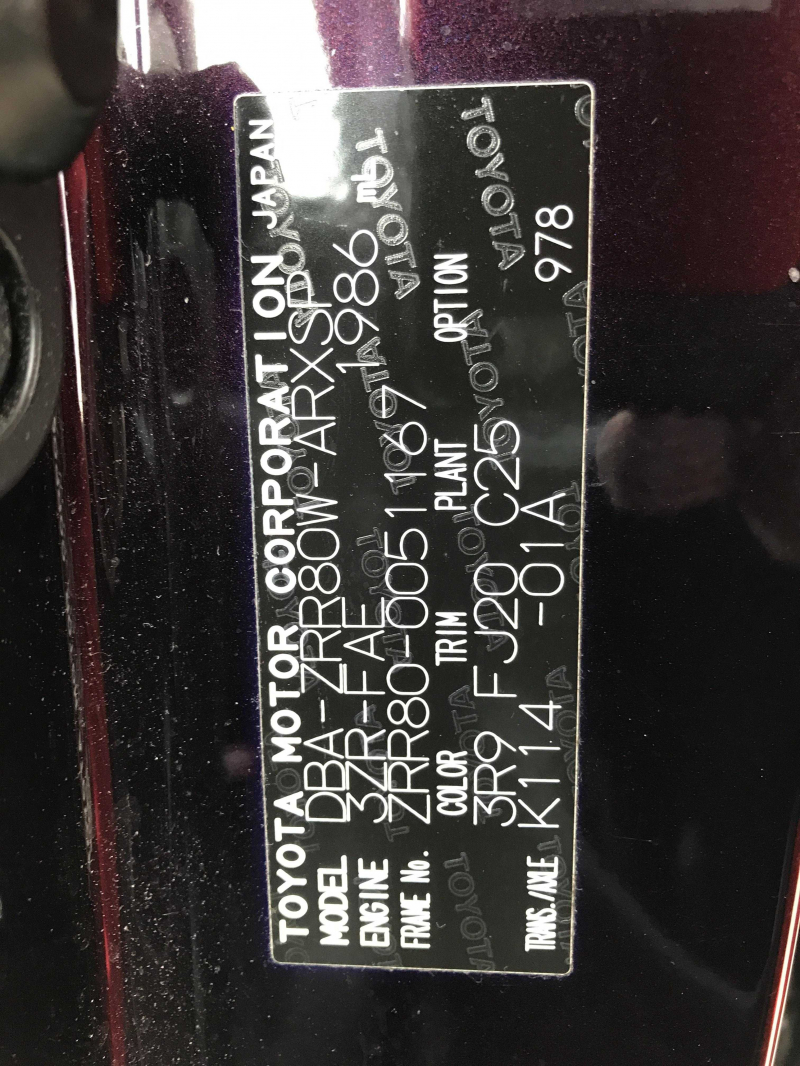 TOYOTA MOTOR CORPORATION JAPAN
MODEL DBA-ZRR80W-ARXSP
ENGINE 3ZR-FAE 1986 mL
FRAME No. ZRR80-0051169
COLOR TRIM PLANT OPTION
3R9 FJ20 C25
TRANS./AXLE K114 -01A 978